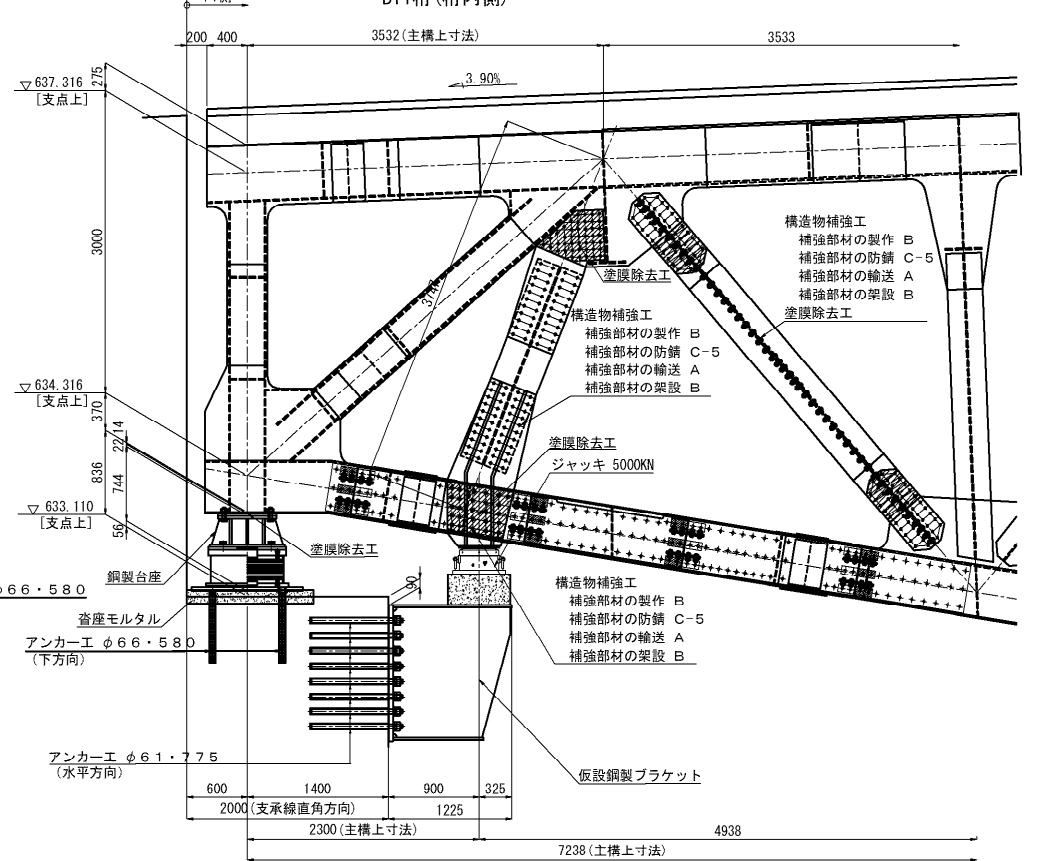 3532(主構上寸法)
3533
200
400
3.90%
275
637.316
[支点上]
3000
構造物補強工
補強部材の製作 B
補強部材の防錆 C-5
補強部材の輸送 A
補強部材の架設 B
塗膜除去工
塗膜除去工
構造物補強工
補強部材の製作 B
補強部材の防錆 C-5
補強部材の輸送 A
補強部材の架設 B
634.316
[支点上]
370
22
14
836
744
塗膜除去工
ジャッキ 5000KN
633.110
[支点上]
56
塗膜除去工
鋼製台座
φ66・580
沓座モルタル
アンカー工 φ66・580
(下方向)
構造物補強工
補強部材の製作 B
補強部材の防錆 C-5
補強部材の輸送 A
補強部材の架設 B
アンカー工 φ61・775
(水平方向)
仮設鋼製ブラケット
600
1400
900
325
2000(支承線直角方向)
1225
2300(主構上寸法)
4938
7238(主構上寸法)